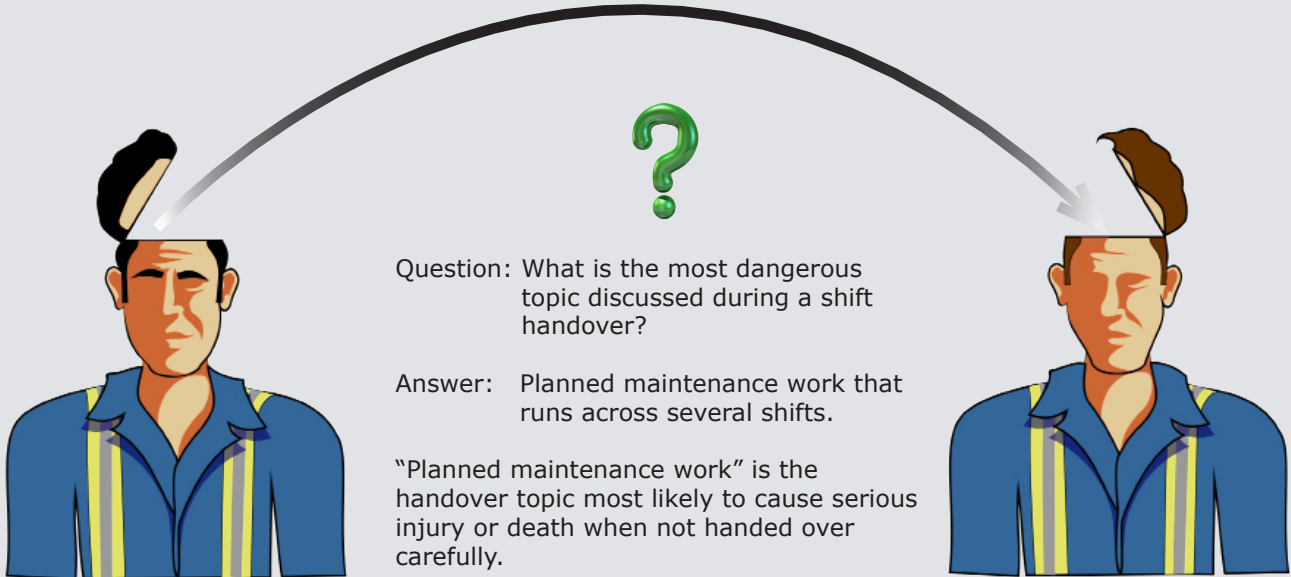 Question: What is the most dangerous
topic discussed during a shift
handover?
Answer: Planned maintenance work that
runs across several shifts.
“Planned maintenance work” is the
handover topic most likely to cause serious
injury or death when not handed over
carefully.